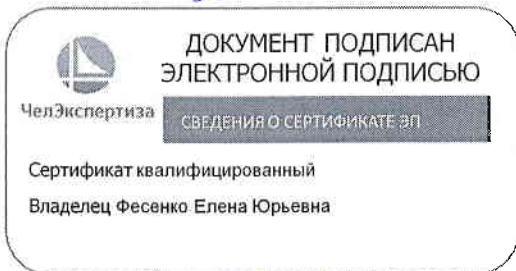 ДОКУМЕНТ ПОДПИСАН
ЭЛЕКТРОННОЙ ПОДПИСЬЮ
ЧелЭкспертиза
СВЕДЕНИЯ О СЕРТИФИКАТЕ ЭП
Сертификат квалифицированный
Владелец Фесенко Елена Юрьевна